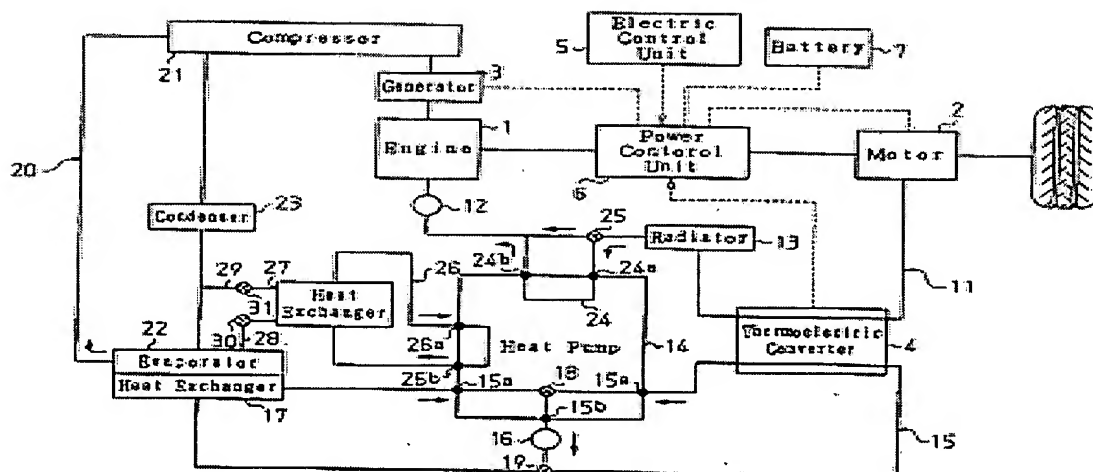 Compressor
21
3
Generator
5
Electric
Control
Unit
Battery
7
1
Engine
Power
Control
Unit
6
2
Motor
20
12
25
Radiator
13
Condenser
23
24b
24a
24
26
29
27
31
Heat
Exchanger
30
28
26a
Heat Pump
14
11
Thermoelectric
Converter
4
22
Evaporator
Heat Exchanger
17
26b
15a
18
15a
15b
16
15
19